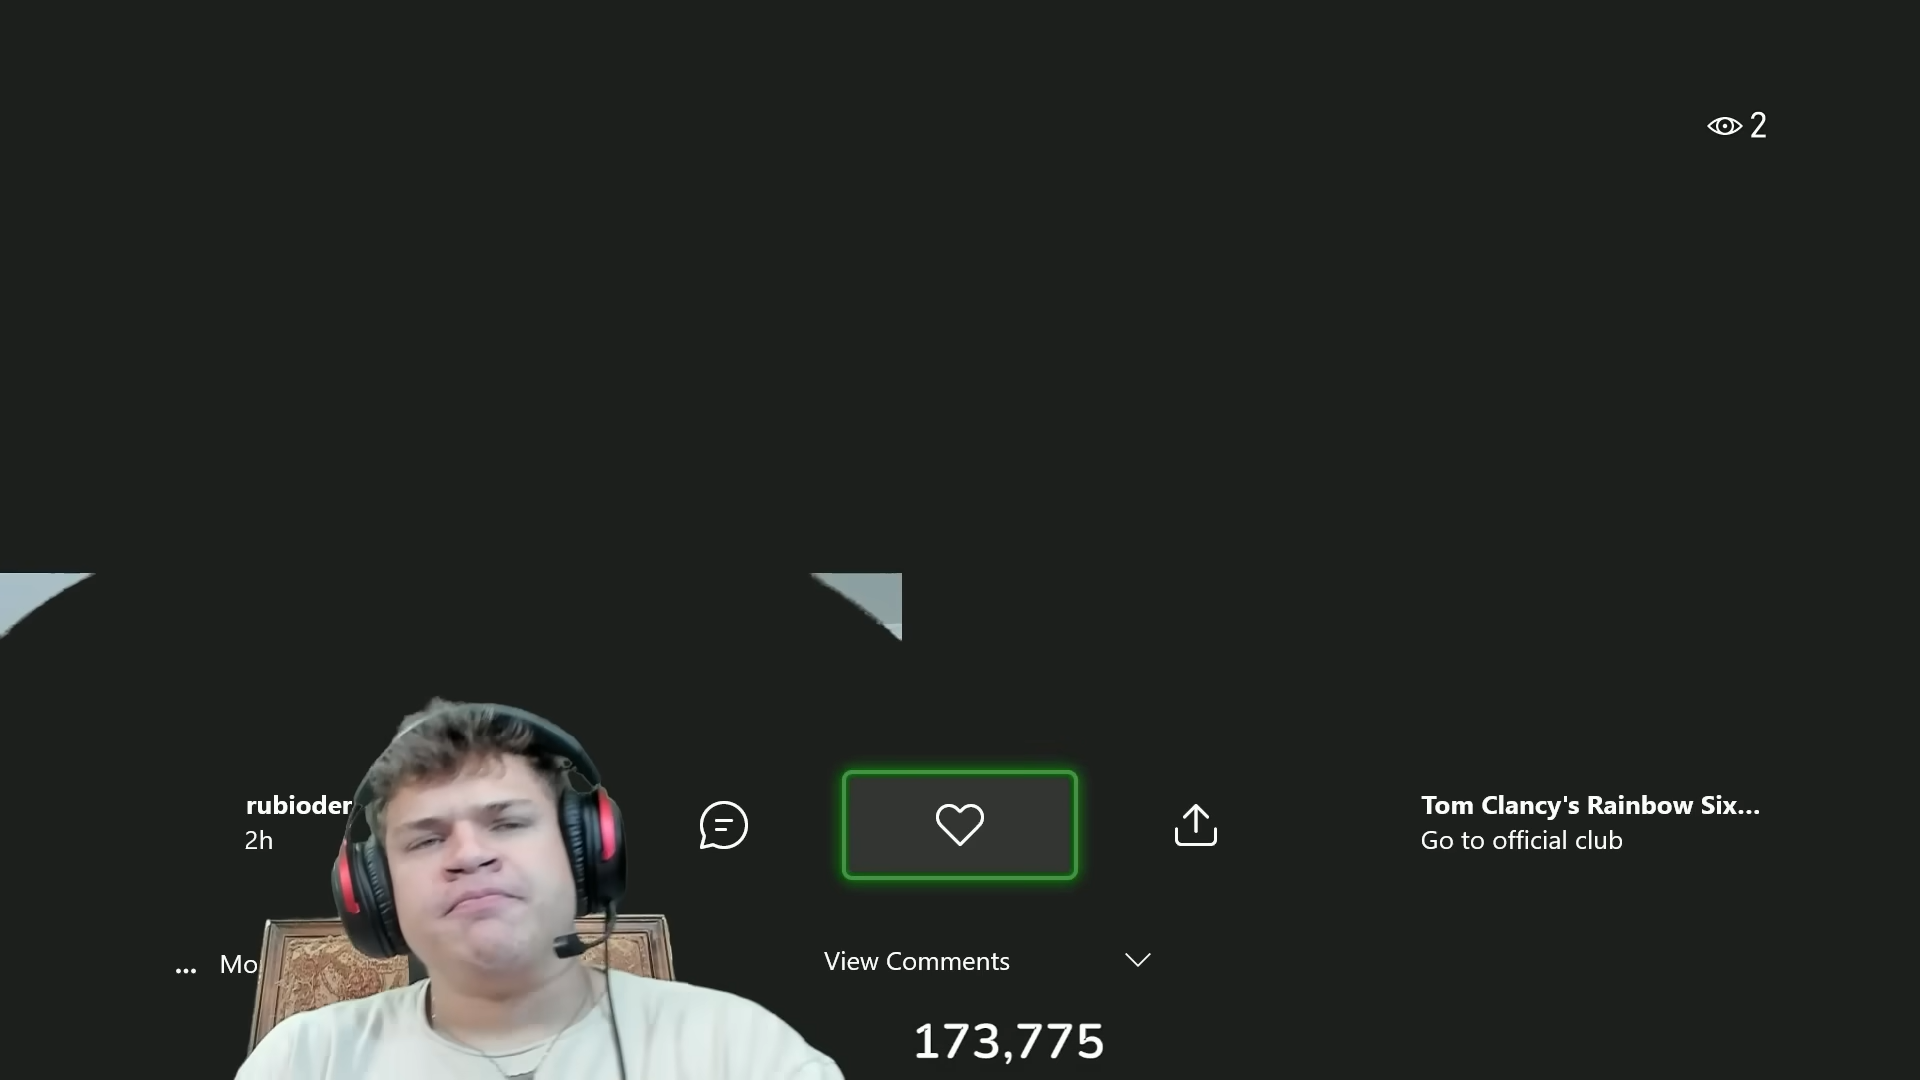 2
rubioder
2h
Tom Clancy's Rainbow Six...
Go to official club
... Mo
View Comments
173,775